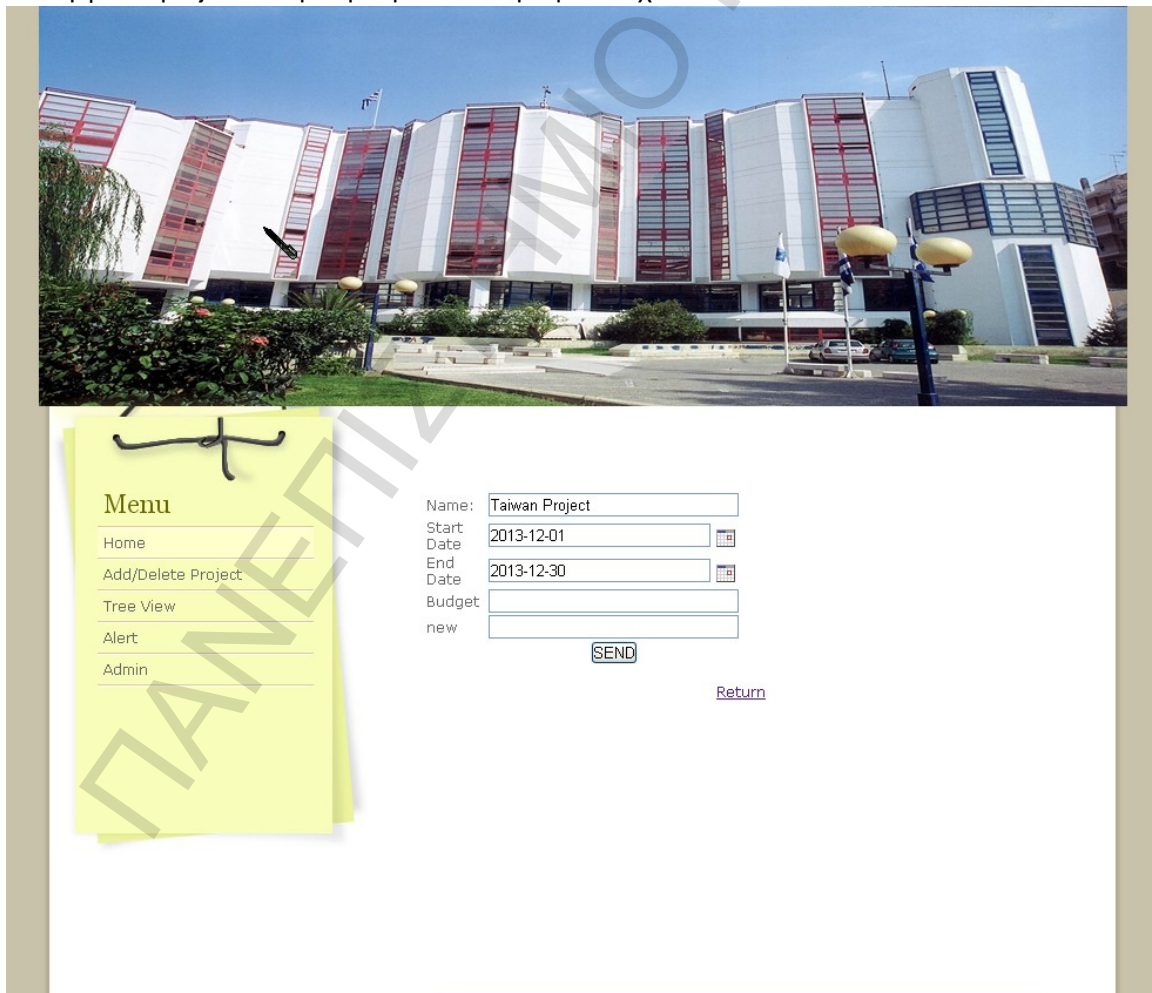 ΠΑΝΕΠΙΣΤΗΜΙΟ
Menu
Home
Add/Delete Project
Tree View
Alert
Admin
Name: Taiwan Project
Start Date 2013-12-01
End Date 2013-12-30
Budget
new
SEND
Return